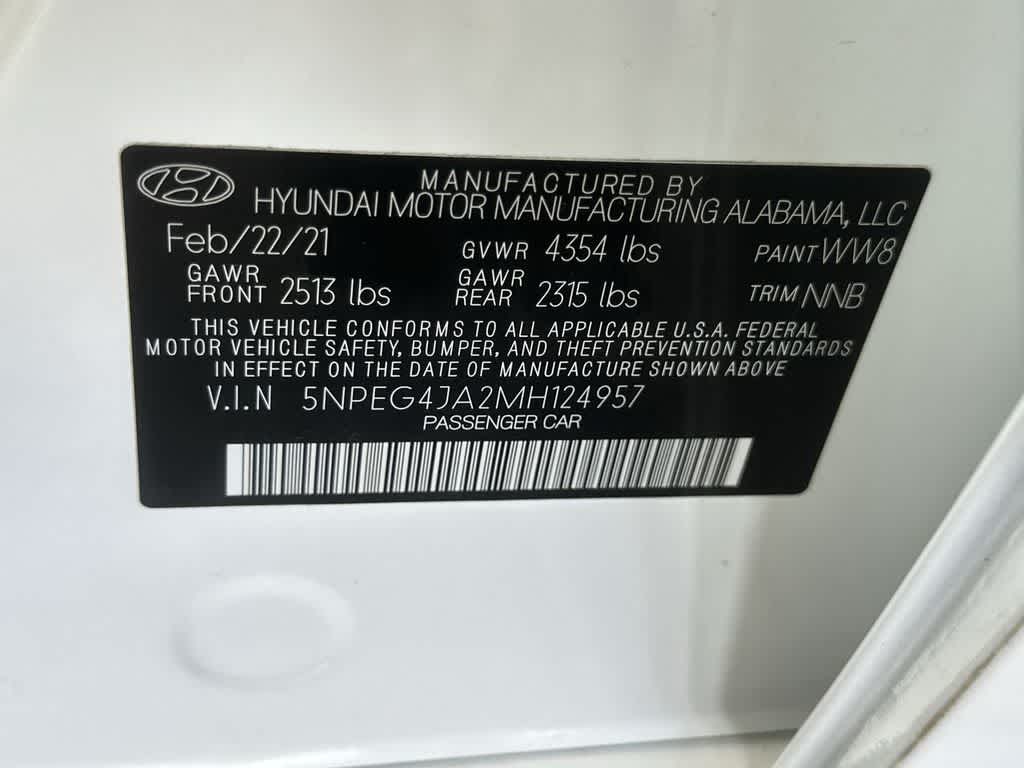 MANUFACTURED BY
HYUNDAI MOTOR MANUFACTURING ALABAMA, LLC
Feb/22/21 GVWR 4354 lbs PAINT WW8
GAWR FRONT 2513 lbs GAWR REAR 2315 lbs TRIM NNB
THIS VEHICLE CONFORMS TO ALL APPLICABLE U.S.A. FEDERAL
MOTOR VEHICLE SAFETY, BUMPER, AND THEFT PREVENTION STANDARDS
IN EFFECT ON THE DATE OF MANUFACTURE SHOWN ABOVE
V.I.N 5NPEG4JA2MH124957
PASSENGER CAR